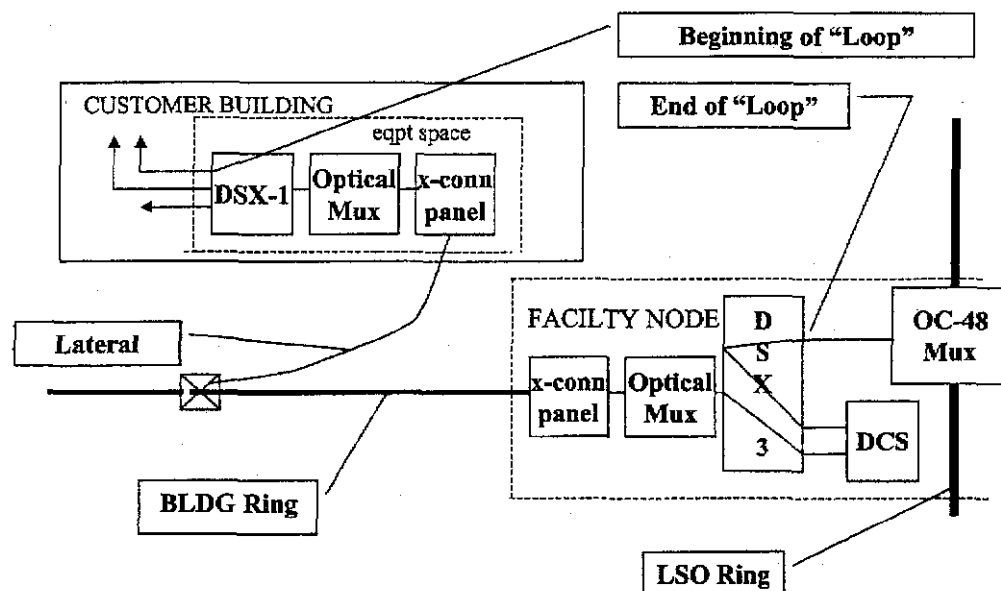 Beginning of “Loop”
CUSTOMER BUILDING
End of “Loop”
eqpt space
DSX-1
Optical
Mux
x-conn
panel
FACILTY NODE
D
S
X
3
OC-48
Mux
Lateral
x-conn
panel
Optical
Mux
DCS
BLDG Ring
LSO Ring